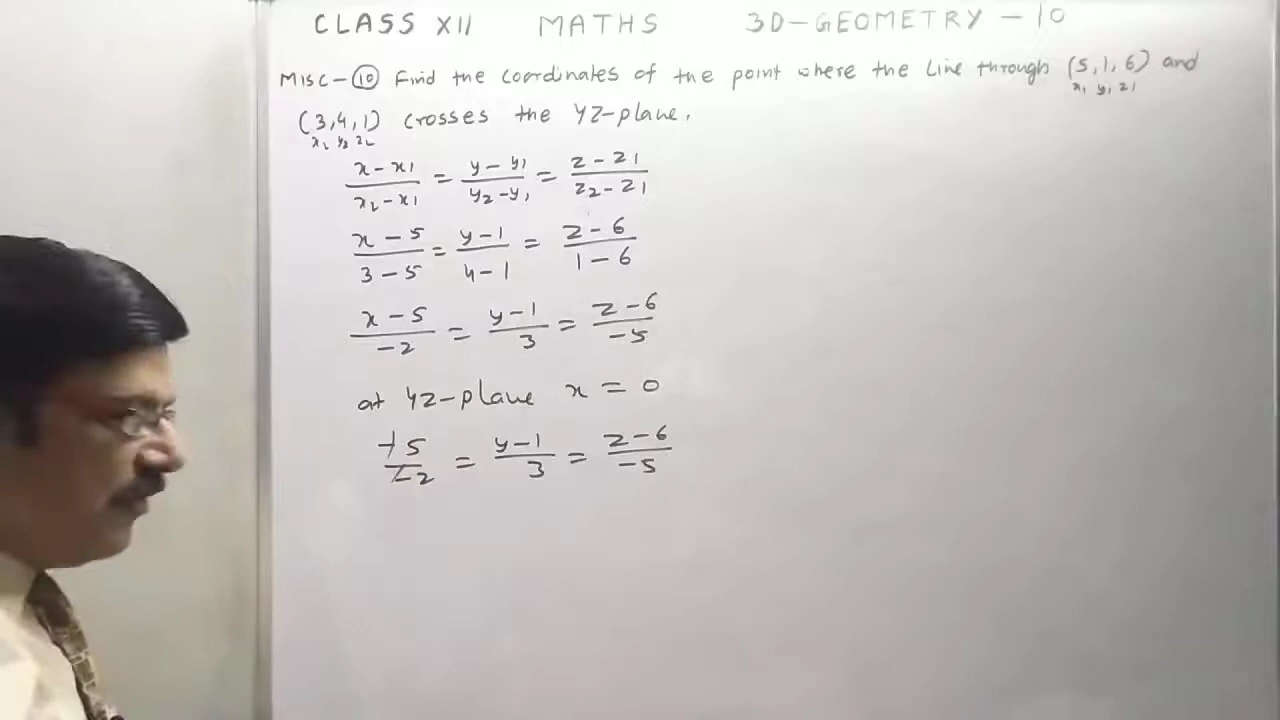 CLASS XII MATHS 3D-GEOMETRY-10
MISC-⑩ Find the coordinates of the point where the line through (5,1,6) and
x1 y1 z1
(3,4,1) crosses the YZ-plane.
x2 y2 z2
x-x1/x2-x1 = y-y1/y2-y1 = z-z1/z2-z1
x-5/3-5 = y-1/4-1 = z-6/1-6
x-5/-2 = y-1/3 = z-6/-5
at YZ-plane x=0
-5/-2 = y-1/3 = z-6/-5